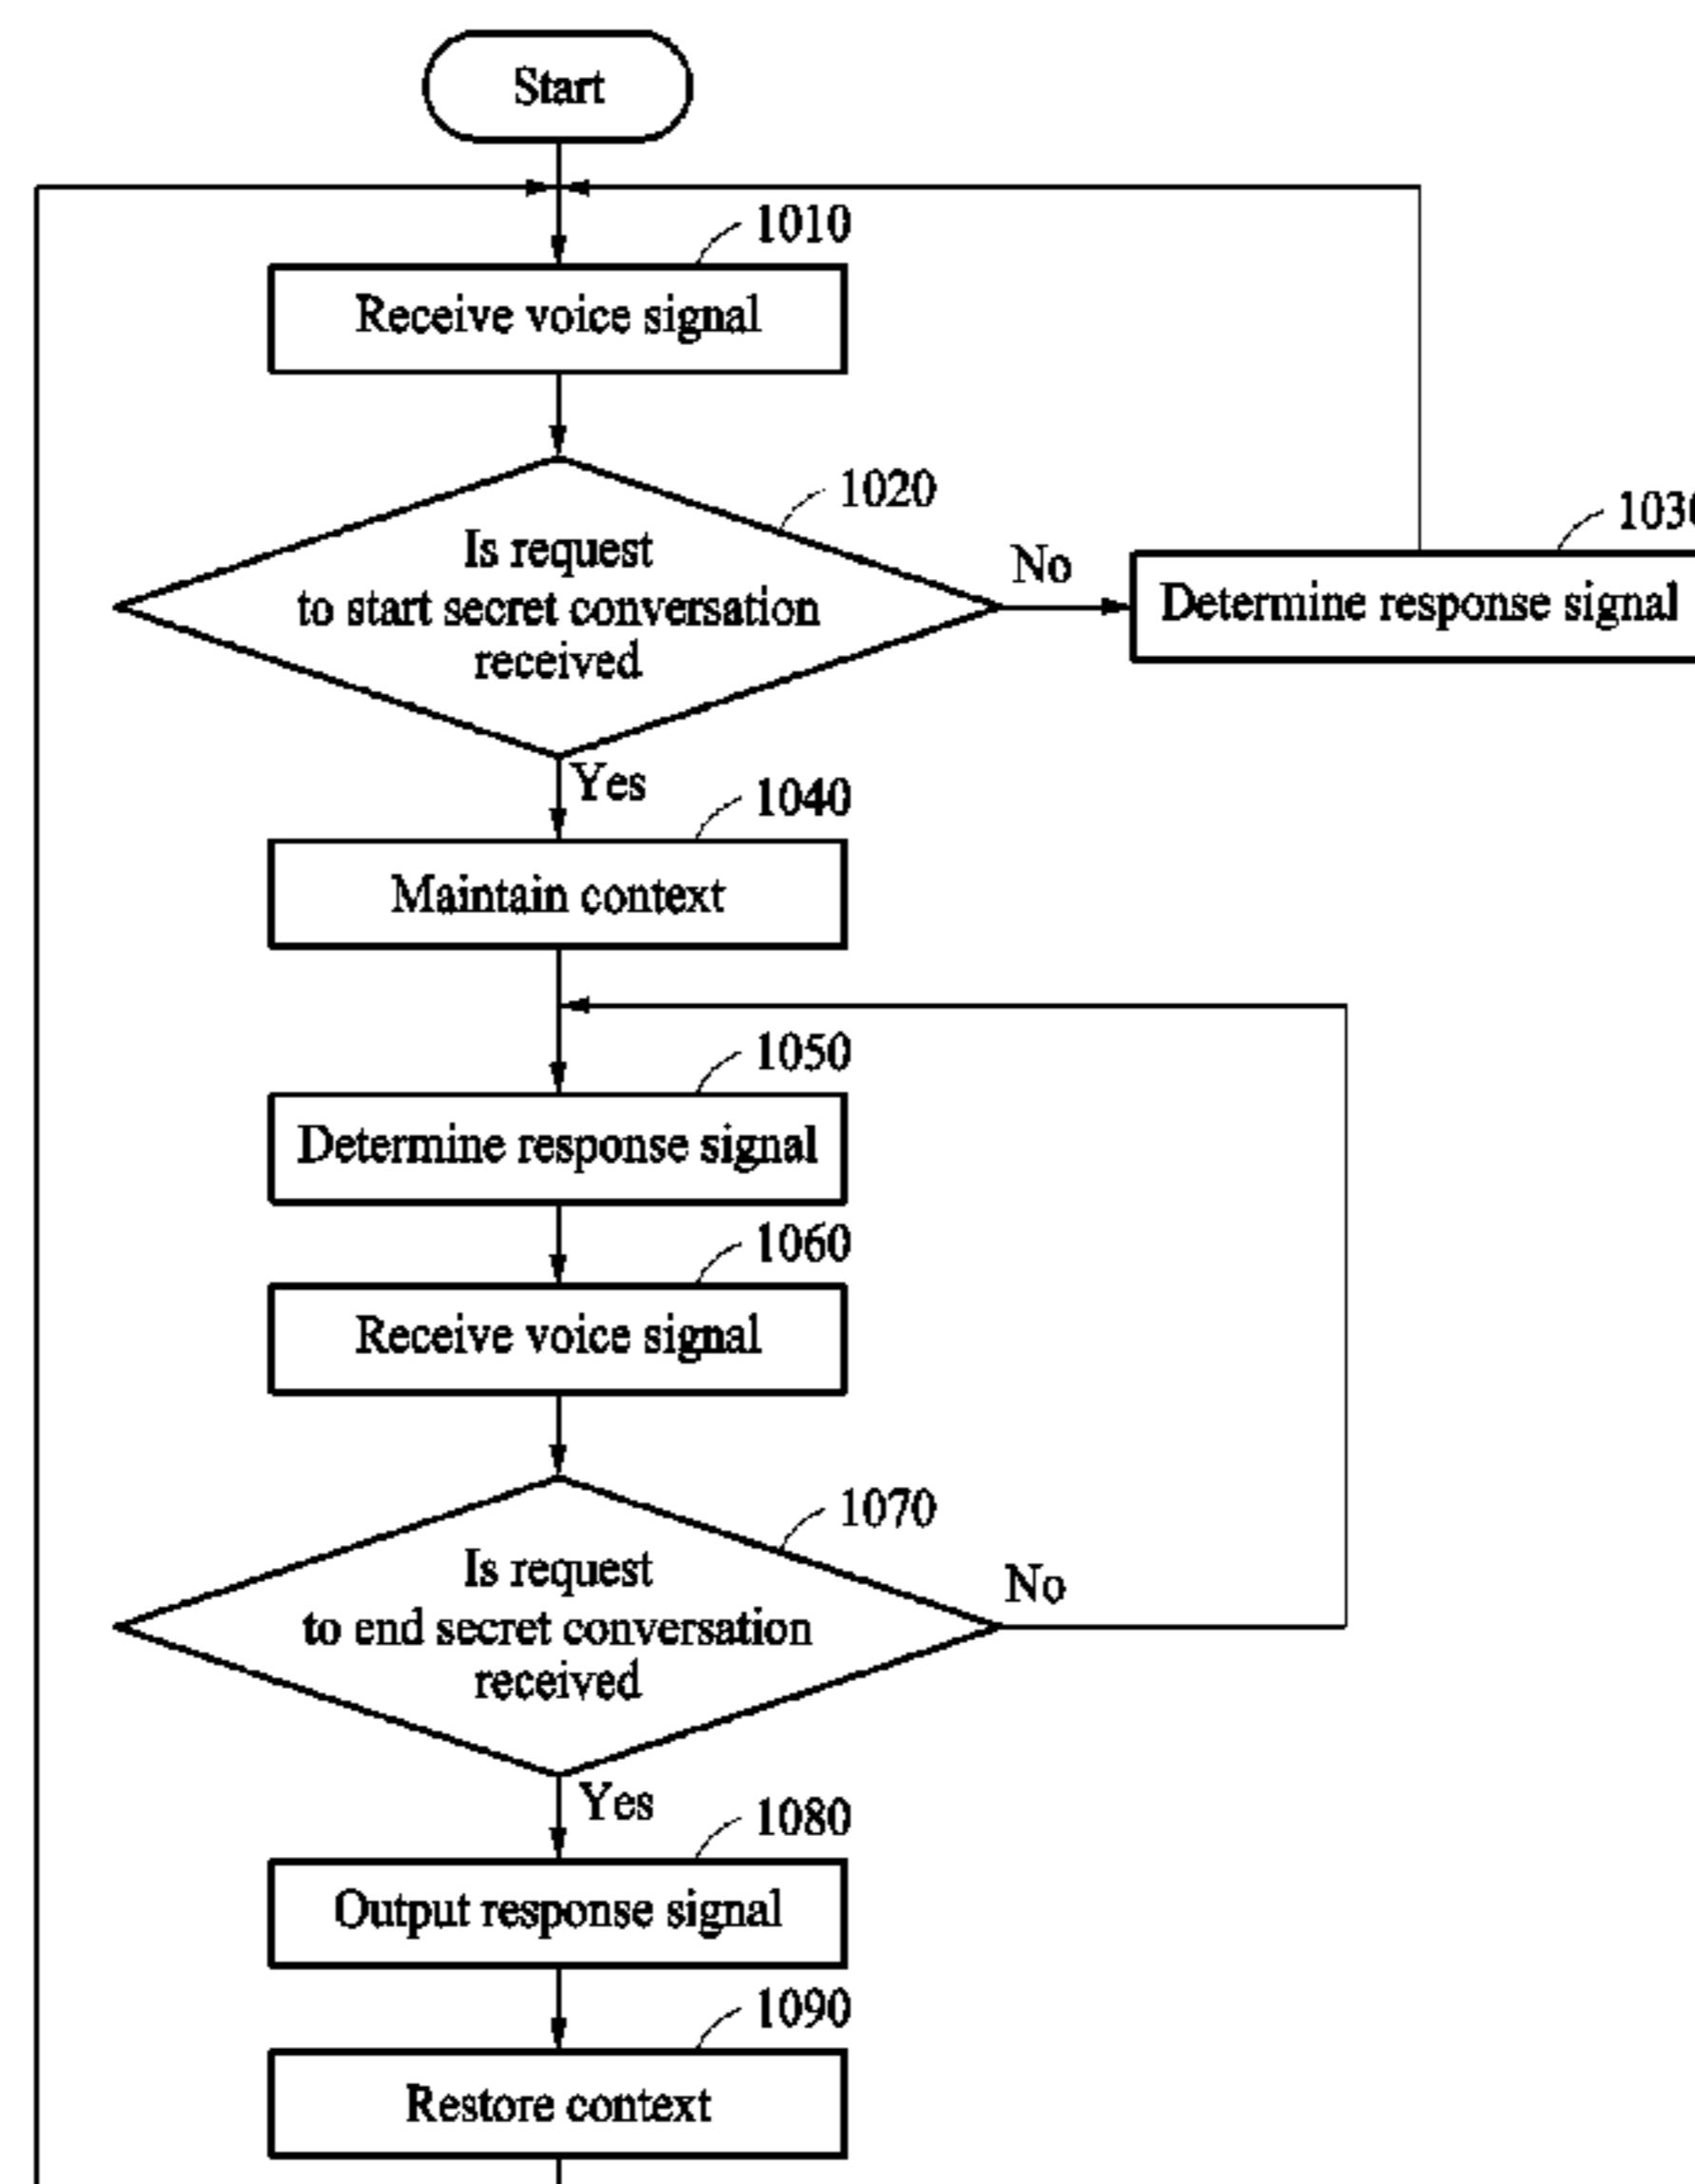 Start
1010
Receive voice signal
1020
Is request
to start secret conversation
received
No
1030
Determine response signal
Yes
1040
Maintain context
1050
Determine response signal
1060
Receive voice signal
1070
Is request
to end secret conversation
received
No
Yes
1080
Output response signal
1090
Restore context